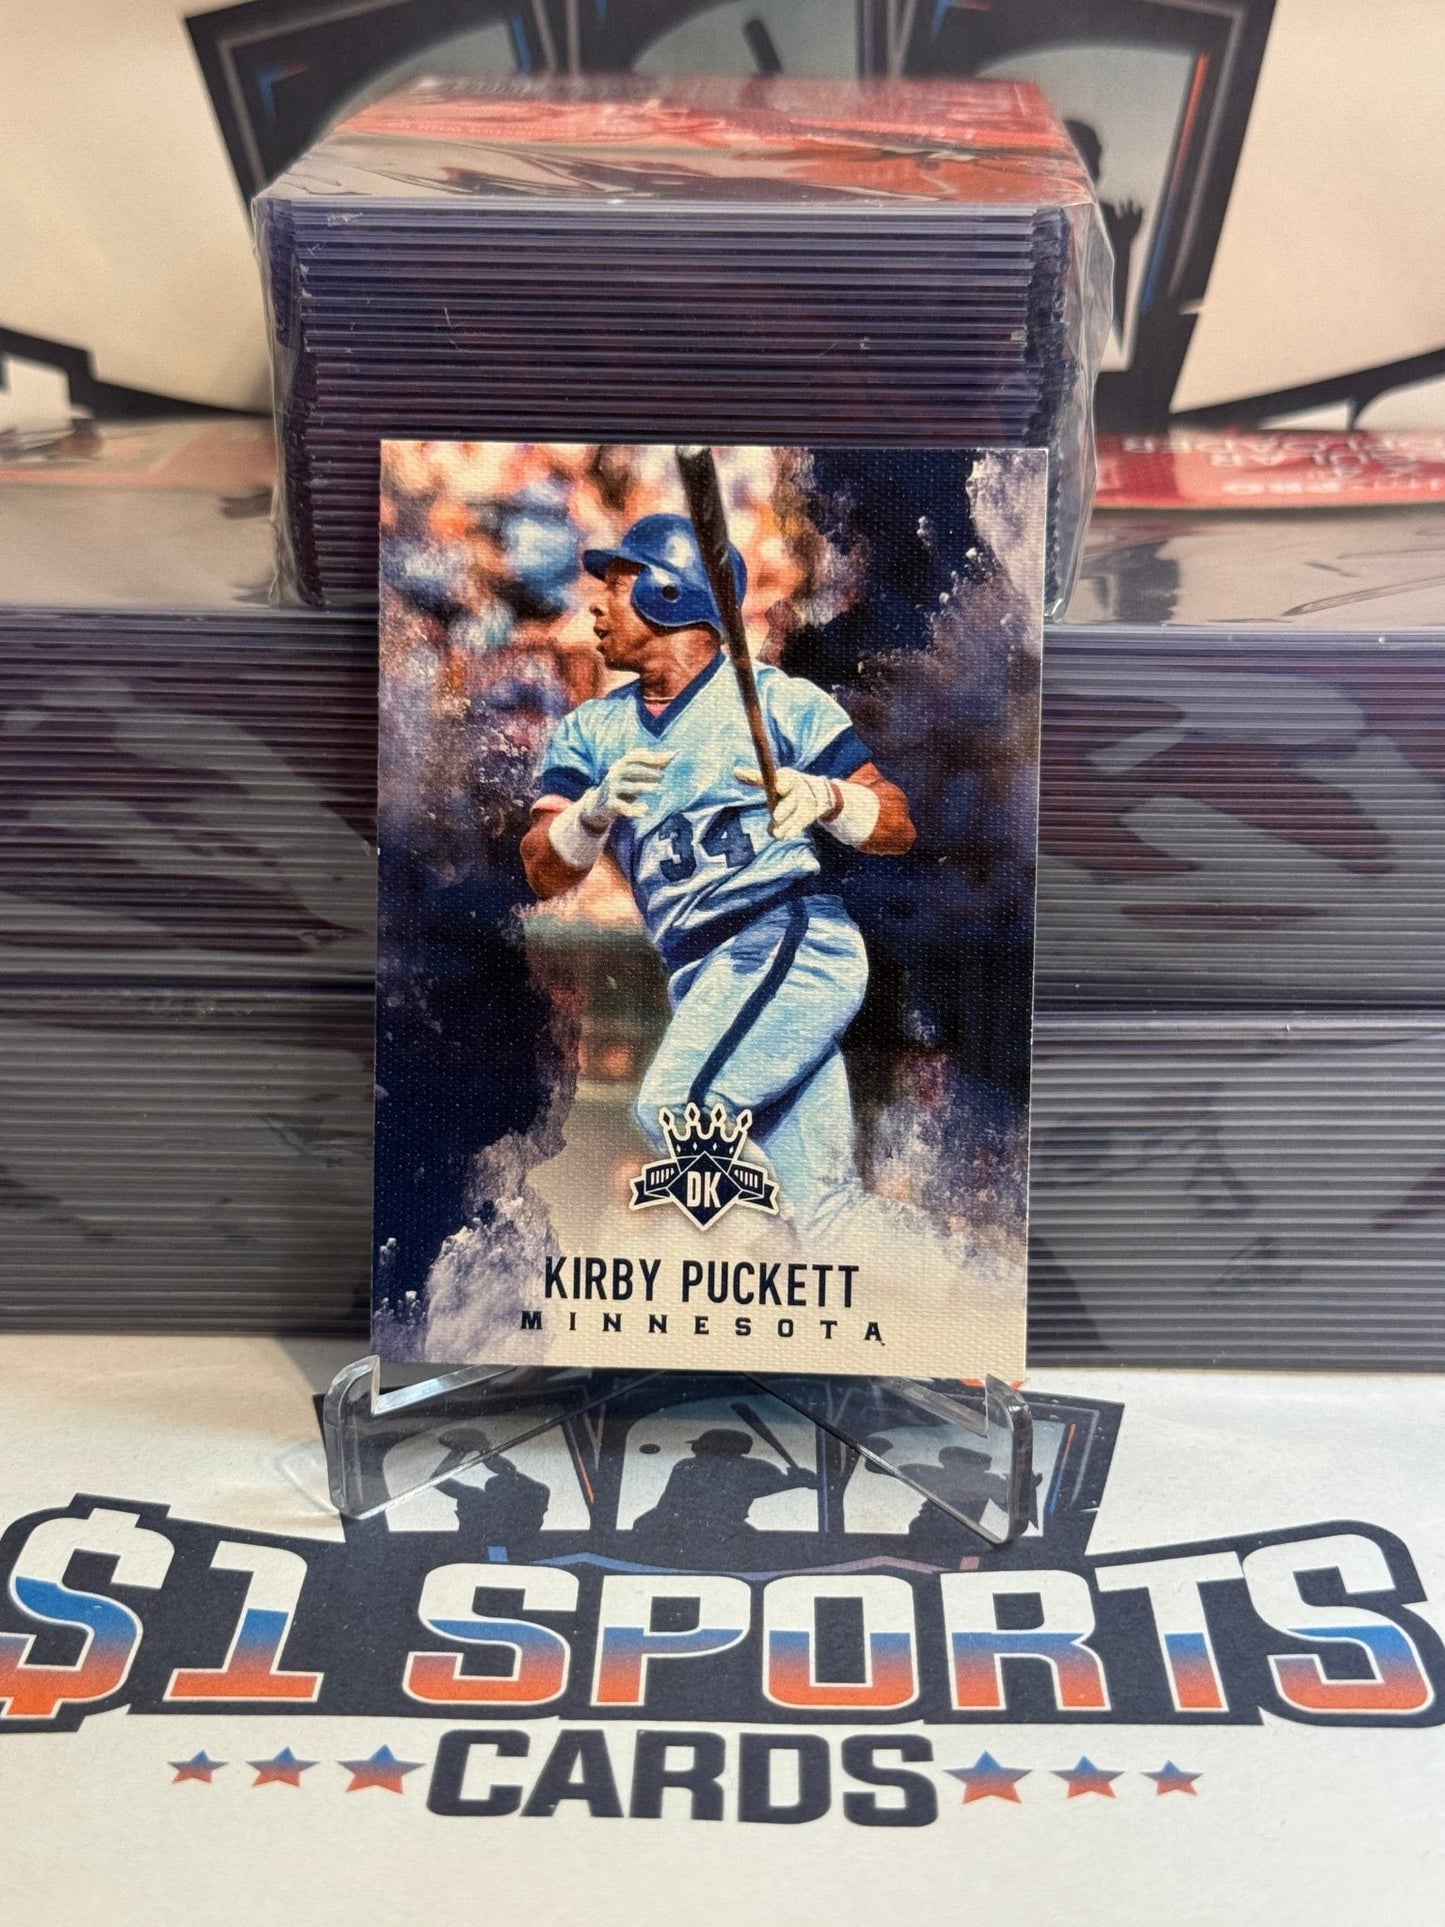 34
DK
KIRBY PUCKETT
MINNESOTA
$1 SPORTS
CARDS